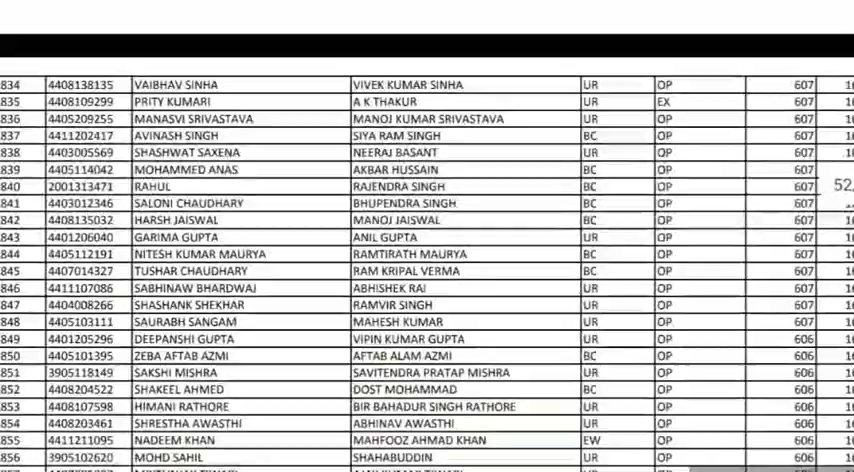 834 4408138135 VAIBHAV SINHA VIVEK KUMAR SINHA UR OP 607
835 4408109299 PRITY KUMARI A K THAKUR UR EX 607
836 4405209255 MANASVI SRIVASTAVA MANOJ KUMAR SRIVASTAVA UR OP 607
837 4411202417 AVINASH SINGH SIYA RAM SINGH BC OP 607
838 4403005569 SHASHWAT SAXENA NEERAJ BASANT UR OP 607
839 4405114042 MOHAMMED ANAS AKBAR HUSSAIN BC OP 607
840 2001313471 RAHUL RAJENDRA SINGH BC OP 607 52,
841 4403012346 SALONI CHAUDHARY BHUPENDRA SINGH BC OP 607
842 4408135032 HARSH JAISWAL MANOJ JAISWAL BC OP 607
843 4401206040 GARIMA GUPTA ANIL GUPTA UR OP 607
844 4405112191 NITESH KUMAR MAURYA RAMTIRATH MAURYA BC OP 607
845 4407014327 TUSHAR CHAUDHARY RAM KRIPAL VERMA BC OP 607
846 4411107086 SABHINAW BHARDWAJ ABHISHEK RAI UR OP 607
847 4404008266 SHASHANK SHEKHAR RAMVIR SINGH UR OP 607
848 4405103111 SAURABH SANGAM MAHESH KUMAR UR OP 607
849 4401205296 DEEPANSHI GUPTA VIPIN KUMAR GUPTA UR OP 606
850 4405101395 ZEBA AFTAB AZMI AFTAB ALAM AZMI BC OP 606
851 3905118149 SAKSHI MISHRA SAVITENDRA PRATAP MISHRA UR OP 606
852 4408204522 SHAKEEL AHMED DOST MOHAMMAD BC OP 606
853 4408107598 HIMANI RATHORE BIR BAHADUR SINGH RATHORE UR OP 606
854 4408203461 SHRESTHA AWASTHI ABHINAV AWASTHI UR OP 606
855 4411211095 NADEEM KHAN MAHFOOZ AHMAD KHAN EW OP 606
856 3905102620 MOHD SAHIL SHAHABUDDIN UR OP 606